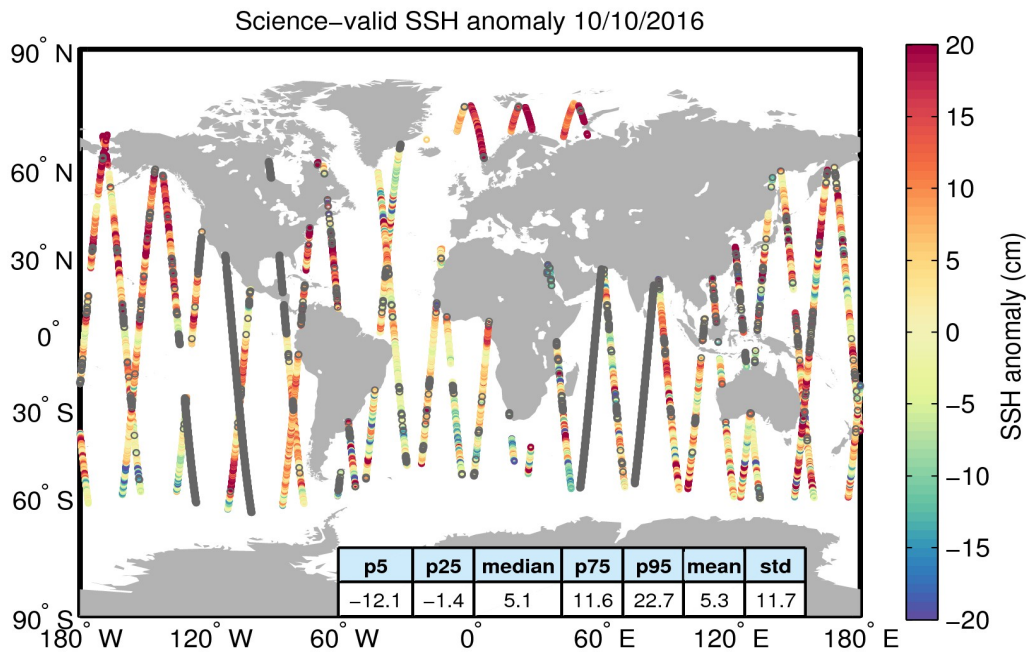 Science−valid SSH anomaly 10/10/2016
90° N
60° N
30° N
0°
30° S
60° S
90° S
180° W
120° W
60° W
0°
60° E
120° E
180° E
p5 p25 median p75 p95 mean std
−12.1 −1.4 5.1 11.6 22.7 5.3 11.7
20
15
10
5
0
−5
−10
−15
−20
SSH anomaly (cm)